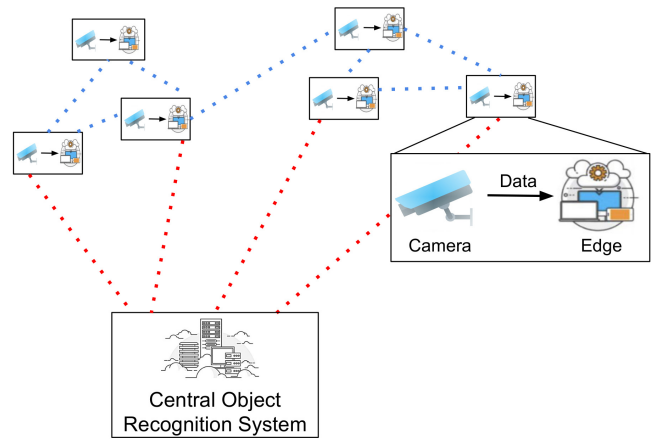 Data
Camera
Edge
Central Object
Recognition System